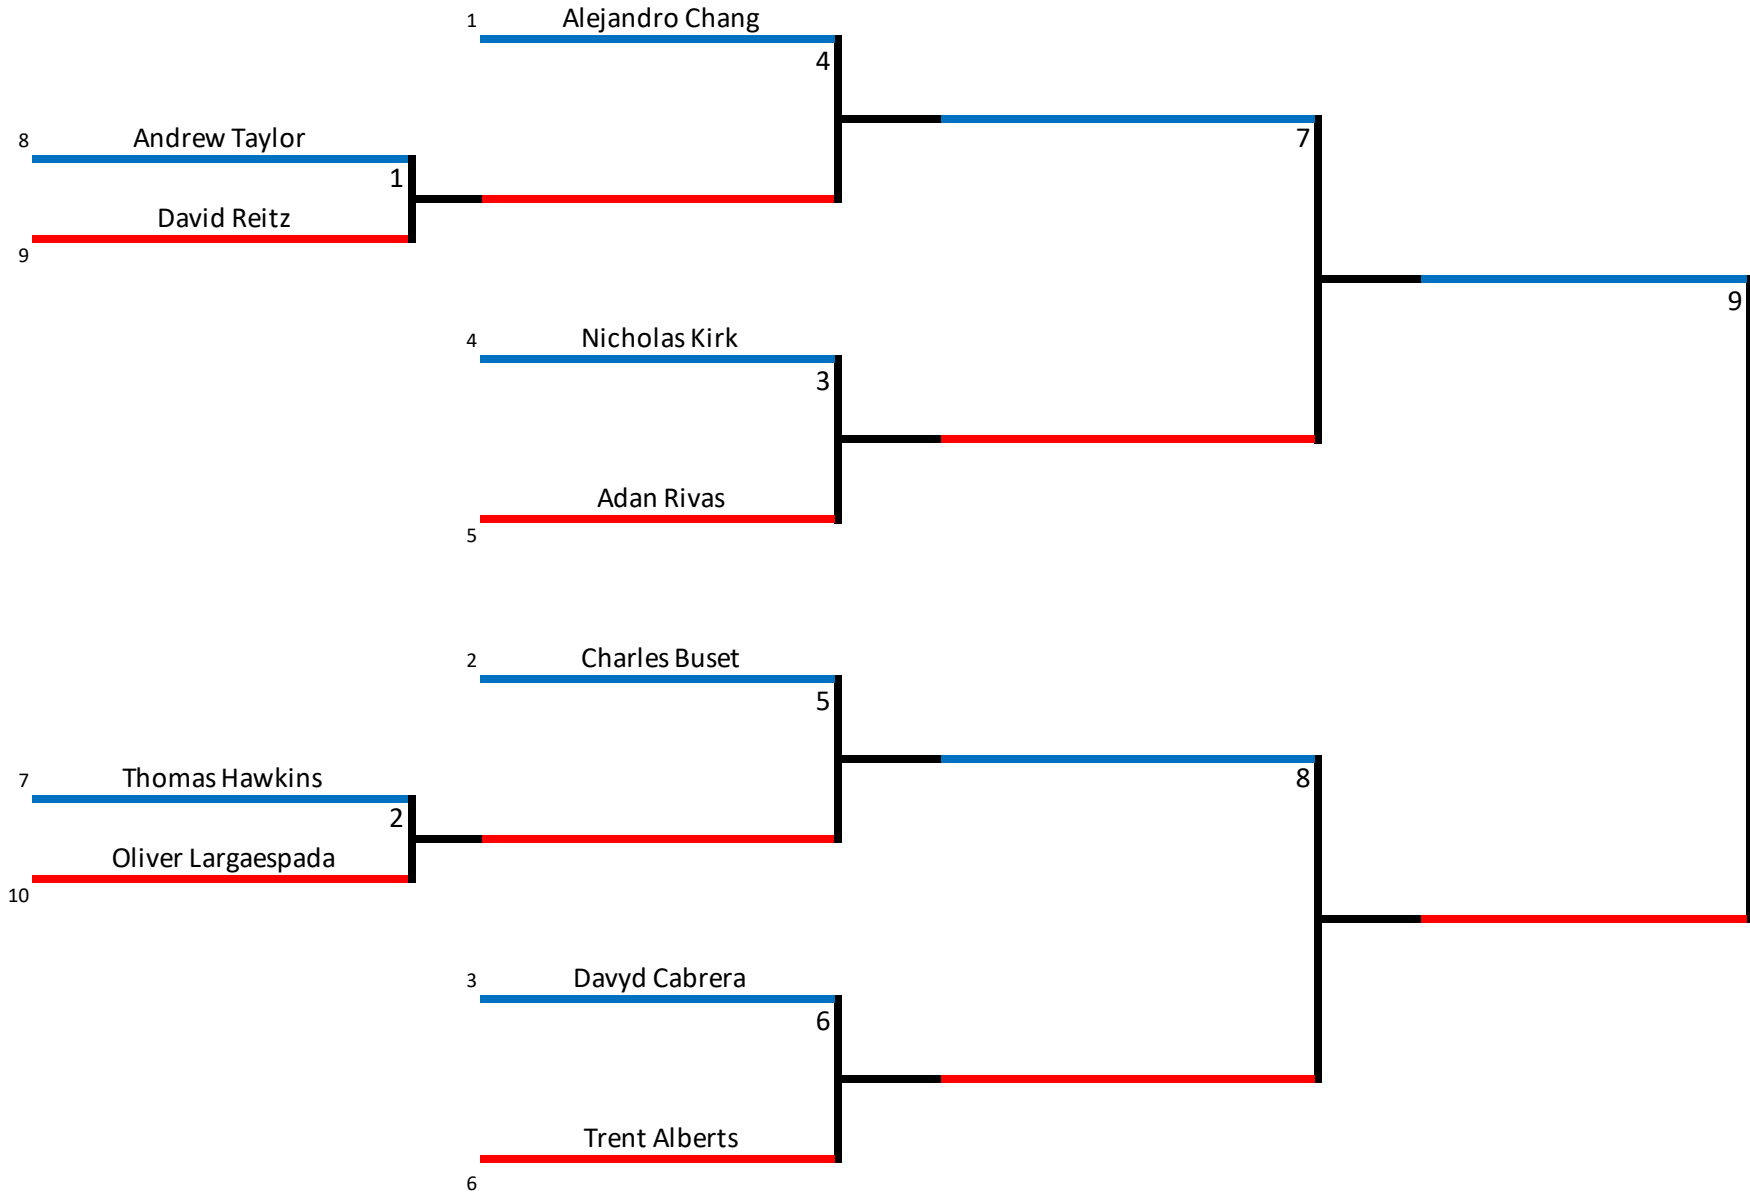 1 Alejandro Chang
4
8 Andrew Taylor
7
1
David Reitz
9
9
4 Nicholas Kirk
3
Adan Rivas
5
2 Charles Buset
5
7 Thomas Hawkins
8
2
Oliver Largaespada
10
3 Davyd Cabrera
6
Trent Alberts
6